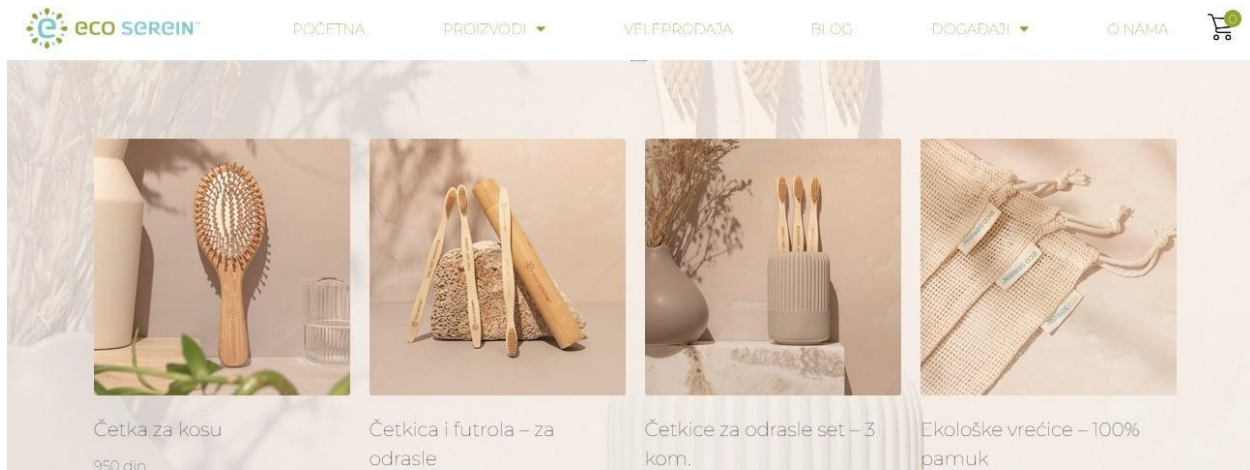 eco serein™
POČETNA
PROIZVODI
VELEPRODAJA
BLOG
DOGAĐAJI
O NAMA
0
Četka za kosu
950 din
Četkica i futrola – za
odrasle
Četkice za odrasle set – 3
kom.
Ekološke vrećice – 100%
pamuk